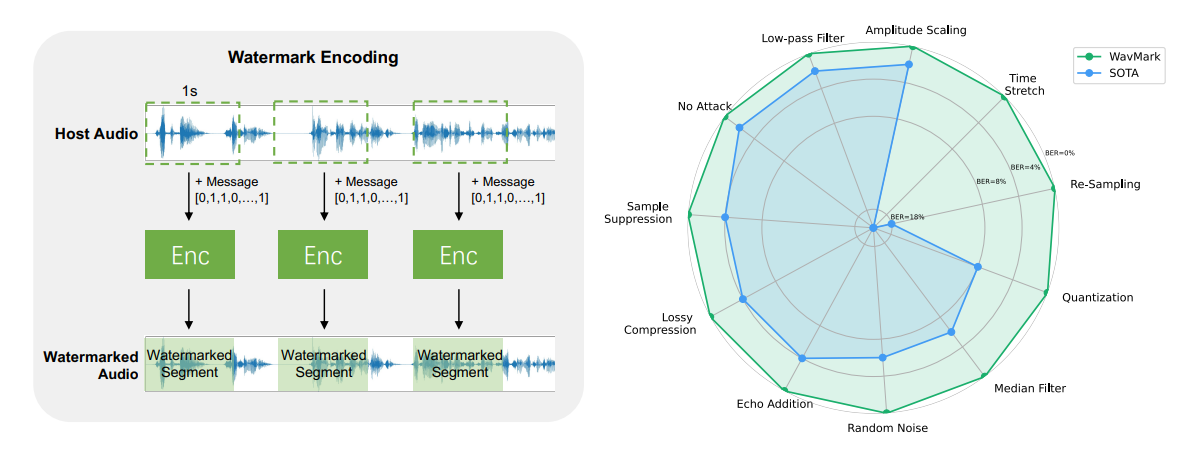 Watermark Encoding
1s
Host Audio
+ Message
[0,1,1,0,...,1]
+ Message
[0,1,1,0,...,1]
+ Message
[0,1,1,0,...,1]
Enc
Enc
Enc
Watermarked
Audio
Watermarked
Segment
Watermarked
Segment
Watermarked
Segment
Amplitude Scaling
Low-pass Filter
No Attack
Sample
Suppression
Lossy
Compression
Echo Addition
Random Noise
Median Filter
Quantization
Re-Sampling
Time
Stretch
BER=0%
BER=4%
BER=8%
BER=18%
WavMark
SOTA